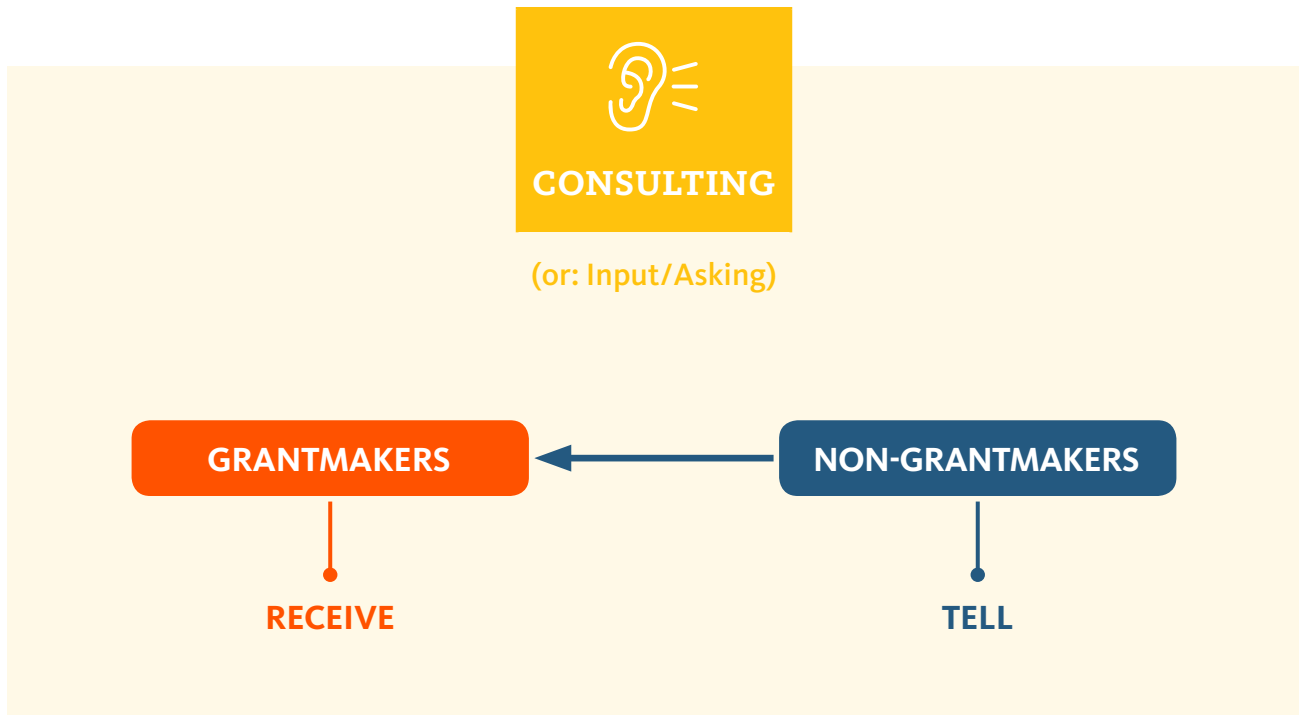 CONSULTING
(or: Input/Asking)
GRANTMAKERS
NON-GRANTMAKERS
RECEIVE
TELL